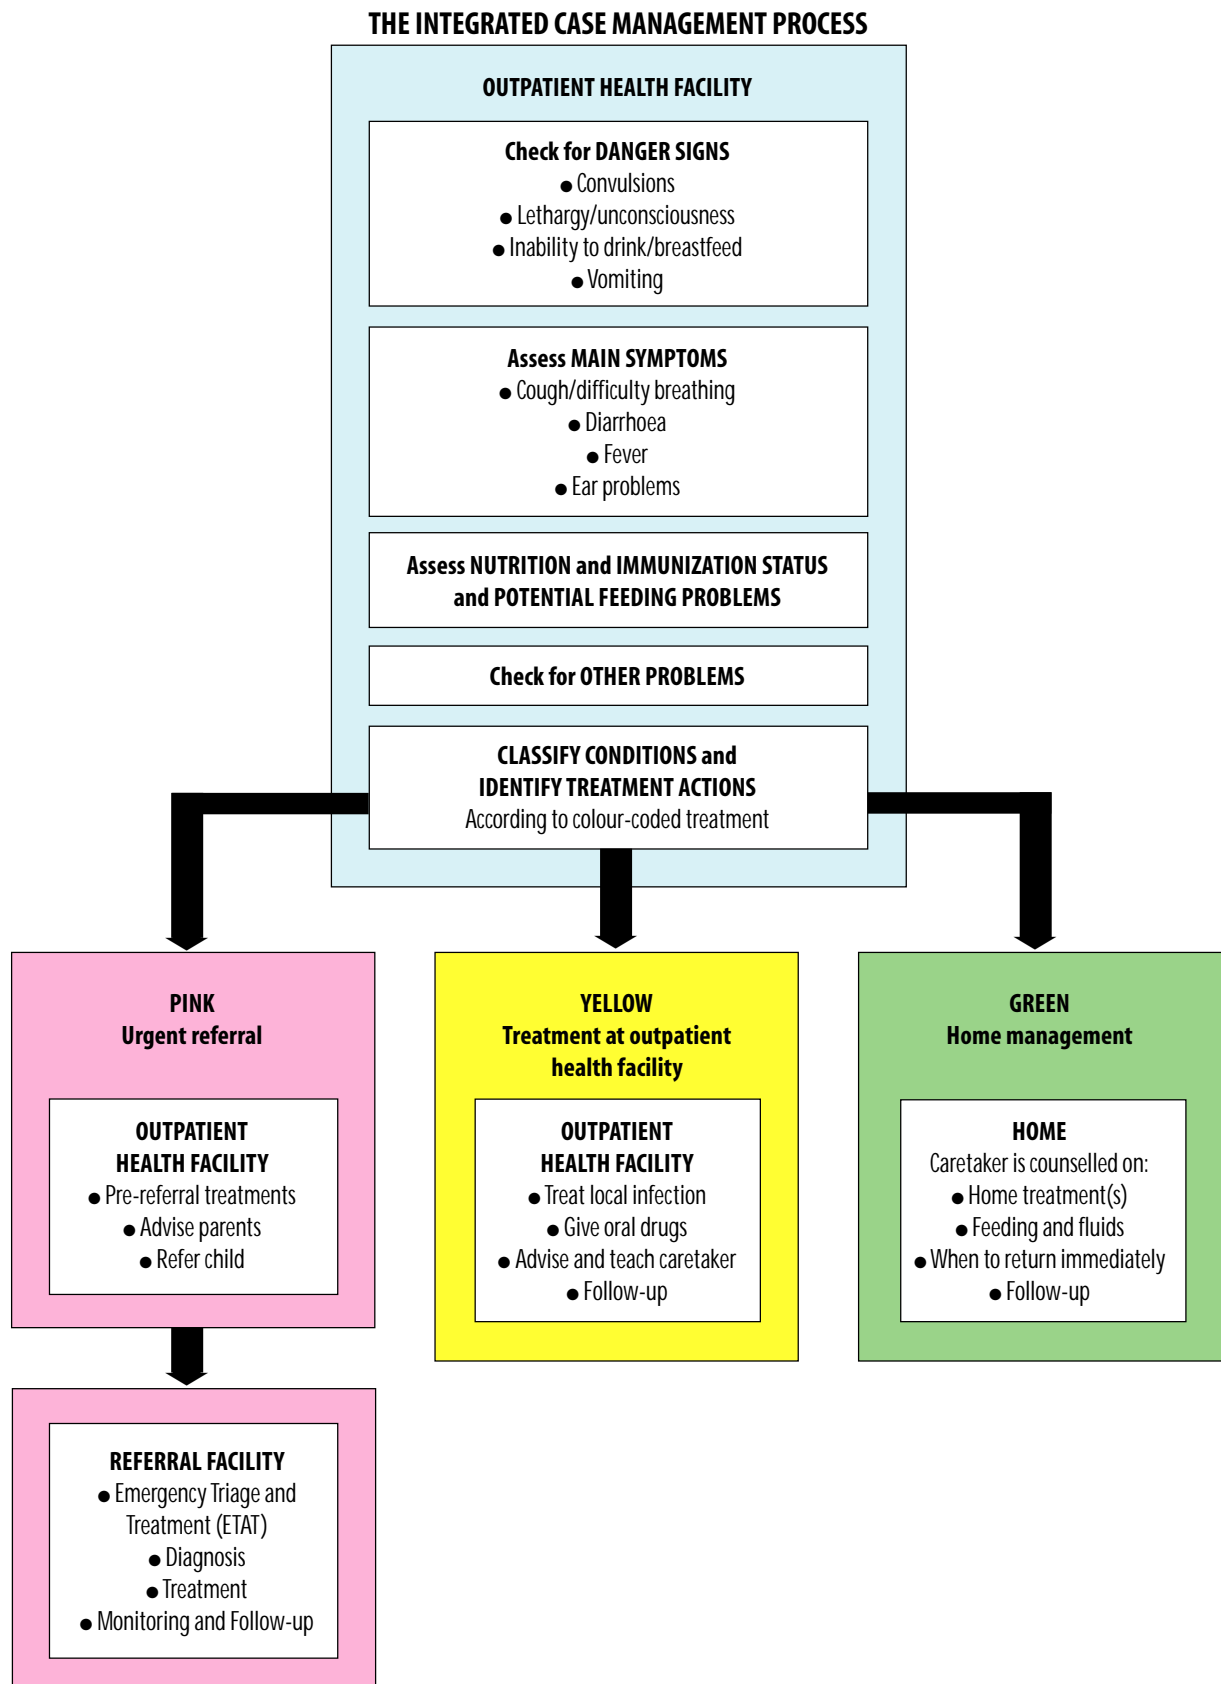 THE INTEGRATED CASE MANAGEMENT PROCESS
OUTPATIENT HEALTH FACILITY
Check for DANGER SIGNS
● Convulsions
● Lethargy/unconsciousness
● Inability to drink/breastfeed
● Vomiting
Assess MAIN SYMPTOMS
● Cough/difficulty breathing
● Diarrhoea
● Fever
● Ear problems
Assess NUTRITION and IMMUNIZATION STATUS
and POTENTIAL FEEDING PROBLEMS
Check for OTHER PROBLEMS
CLASSIFY CONDITIONS and
IDENTIFY TREATMENT ACTIONS
According to colour-coded treatment
PINK
Urgent referral
OUTPATIENT
HEALTH FACILITY
● Pre-referral treatments
● Advise parents
● Refer child
YELLOW
Treatment at outpatient
health facility
OUTPATIENT
HEALTH FACILITY
● Treat local infection
● Give oral drugs
● Advise and teach caretaker
● Follow-up
GREEN
Home management
HOME
Caretaker is counselled on:
● Home treatment(s)
● Feeding and fluids
● When to return immediately
● Follow-up
REFERRAL FACILITY
● Emergency Triage and
Treatment (ETAT)
● Diagnosis
● Treatment
● Monitoring and Follow-up